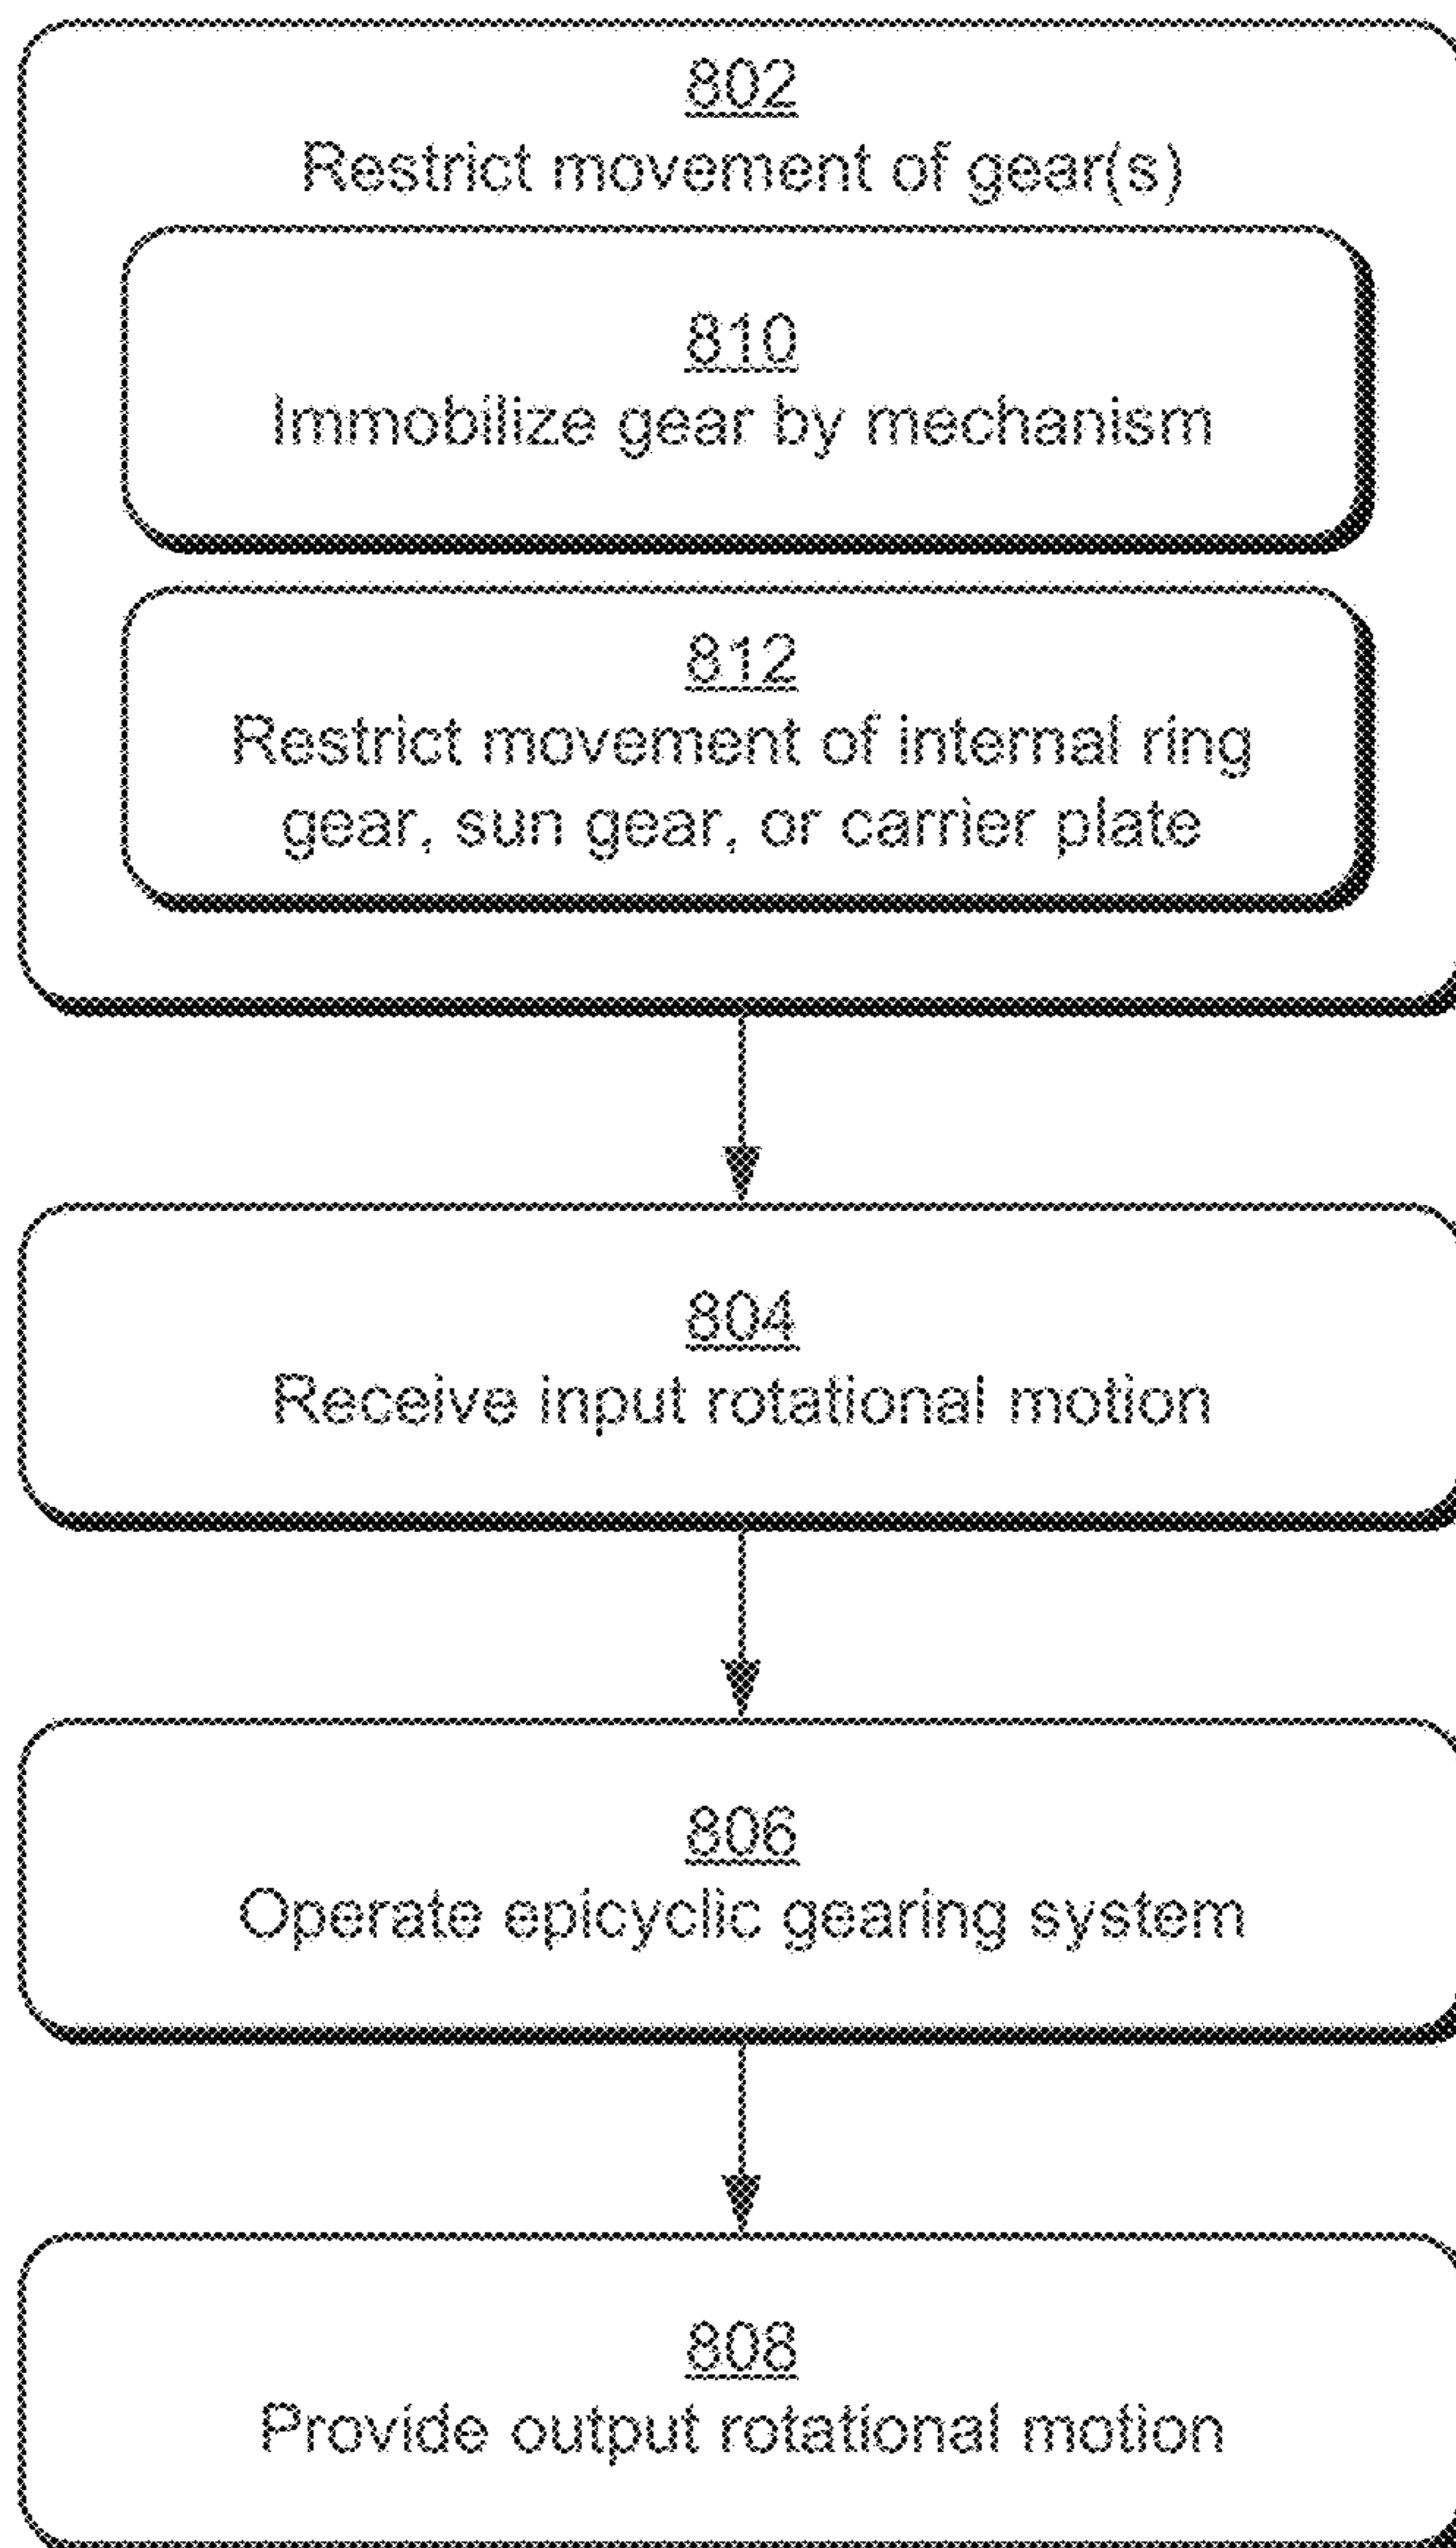 802
Restrict movement of gear(s)
810
Immobilize gear by mechanism
812
Restrict movement of internal ring
gear, sun gear, or carrier plate
804
Receive input rotational motion
806
Operate epicyclic gearing system
808
Provide output rotational motion